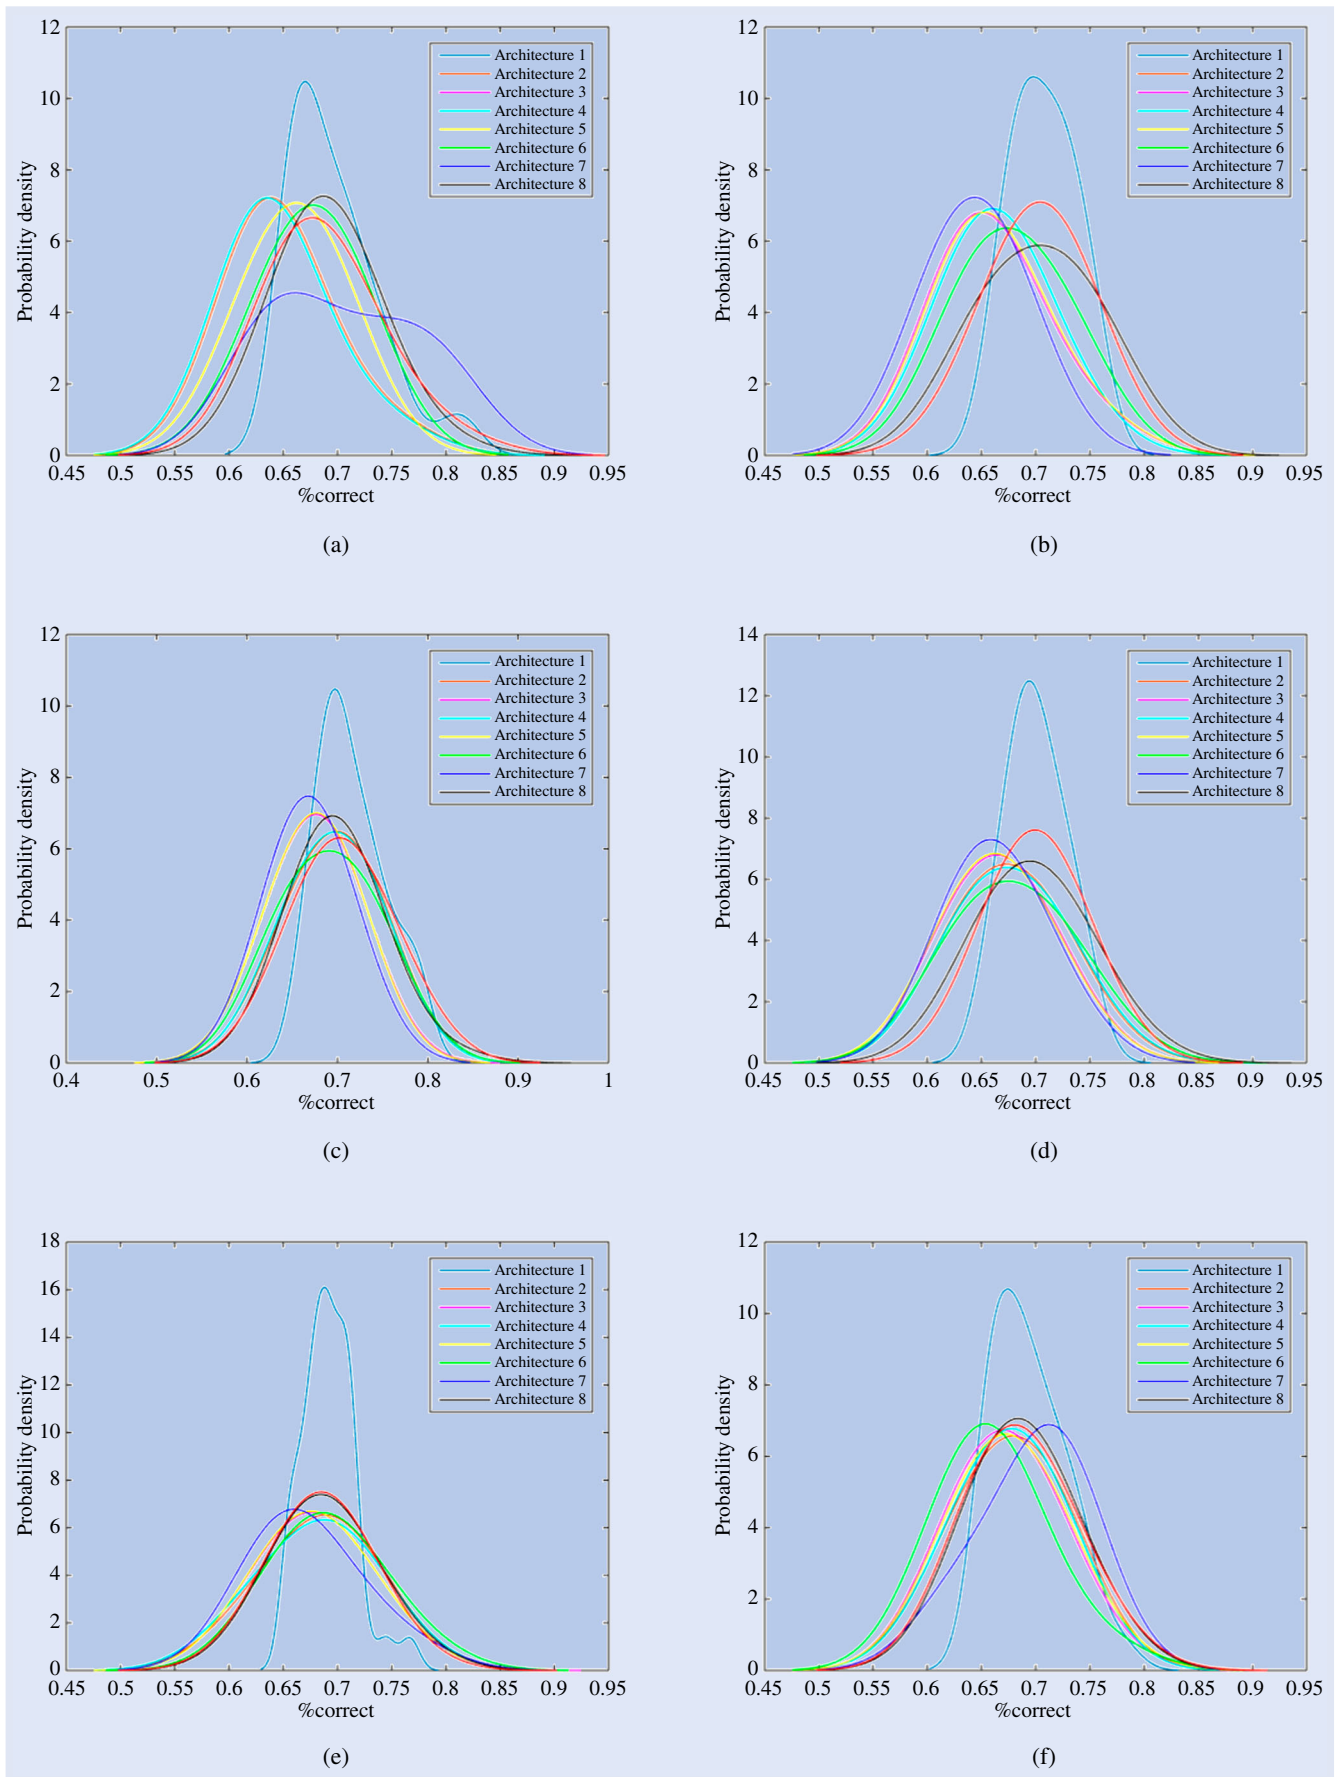 12
10
8
6
4
2
0
Probability density
0.45 0.5 0.55 0.6 0.65 0.7 0.75 0.8 0.85 0.9 0.95
%correct
Architecture 1
Architecture 2
Architecture 3
Architecture 4
Architecture 5
Architecture 6
Architecture 7
Architecture 8
(a)
12
10
8
6
4
2
0
Probability density
0.45 0.5 0.55 0.6 0.65 0.7 0.75 0.8 0.85 0.9 0.95
%correct
Architecture 1
Architecture 2
Architecture 3
Architecture 4
Architecture 5
Architecture 6
Architecture 7
Architecture 8
(b)
12
10
8
6
4
2
0
Probability density
0.4 0.5 0.6 0.7 0.8 0.9 1
%correct
Architecture 1
Architecture 2
Architecture 3
Architecture 4
Architecture 5
Architecture 6
Architecture 7
Architecture 8
(c)
14
12
10
8
6
4
2
0
Probability density
0.45 0.5 0.55 0.6 0.65 0.7 0.75 0.8 0.85 0.9 0.95
%correct
Architecture 1
Architecture 2
Architecture 3
Architecture 4
Architecture 5
Architecture 6
Architecture 7
Architecture 8
(d)
18
16
14
12
10
8
6
4
2
0
Probability density
0.45 0.5 0.55 0.6 0.65 0.7 0.75 0.8 0.85 0.9 0.95
%correct
Architecture 1
Architecture 2
Architecture 3
Architecture 4
Architecture 5
Architecture 6
Architecture 7
Architecture 8
(e)
12
10
8
6
4
2
0
Probability density
0.45 0.5 0.55 0.6 0.65 0.7 0.75 0.8 0.85 0.9 0.95
%correct
Architecture 1
Architecture 2
Architecture 3
Architecture 4
Architecture 5
Architecture 6
Architecture 7
Architecture 8
(f)